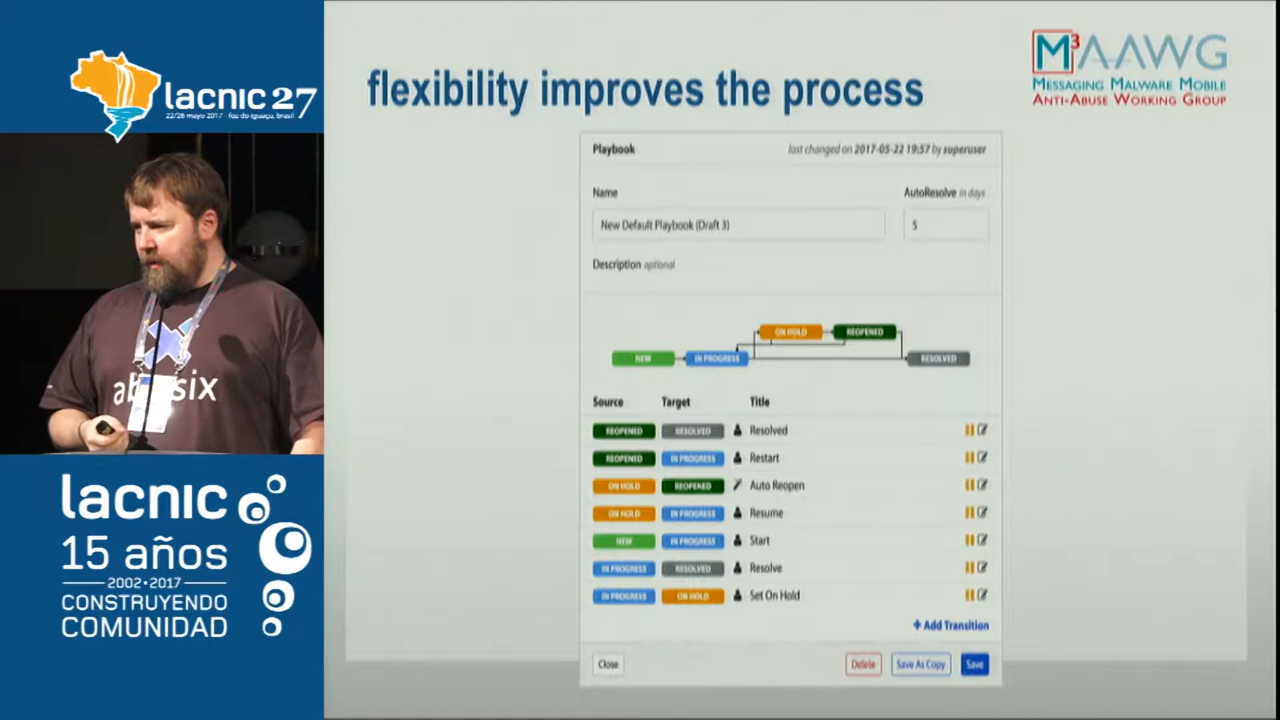 lacnic 27
22/26 mayo 2017 - foz do iguaçu, brasil
abusix
lacnic
15 años
2002•2017
CONSTRUYENDO
COMUNIDAD
flexibility improves the process
M3AAWG
MESSAGING MALWARE MOBILE
ANTI-ABUSE WORKING GROUP
Playbook
last changed on 2017-05-22 19:57 by superuser
Name
AutoResolve in days
New Default Playbook (Draft 3)
5
Description optional
ON HOLD REOPENED
NEW IN PROGRESS RESOLVED
Source Target Title
REOPENED RESOLVED Resolved
REOPENED IN PROGRESS Restart
ON HOLD REOPENED Auto Reopen
ON HOLD IN PROGRESS Resume
NEW IN PROGRESS Start
IN PROGRESS RESOLVED Resolve
IN PROGRESS ON HOLD Set On Hold
+ Add Transition
Close Delete Save As Copy Save